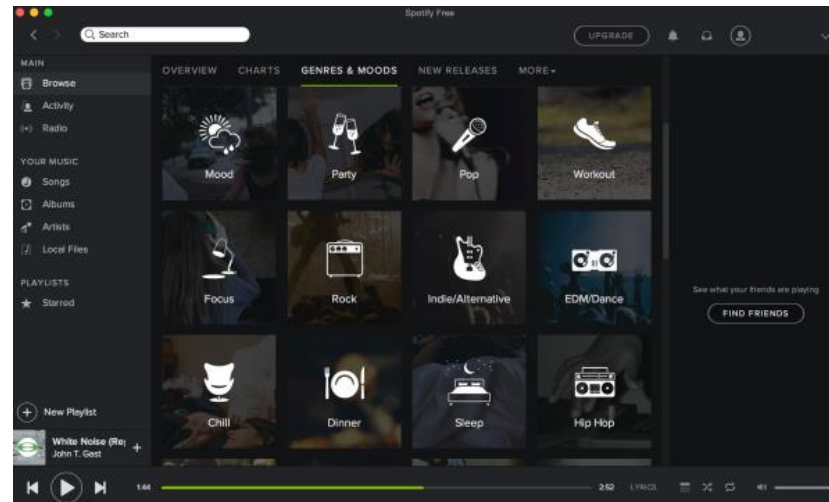 Spotify Free
Search
UPGRADE
MAIN
Browse
Activity
Radio
YOUR MUSIC
Songs
Albums
Artists
Local Files
PLAYLISTS
Starred
New Playlist
White Noise (Re
John T. Gast
OVERVIEW CHARTS GENRES & MOODS NEW RELEASES MORE
Mood Party Pop Workout
Focus Rock Indie/Alternative EDM/Dance
Chill Dinner Sleep Hip Hop
See what your friends are playing.
FIND FRIENDS
1:44 2:52 LYRICS